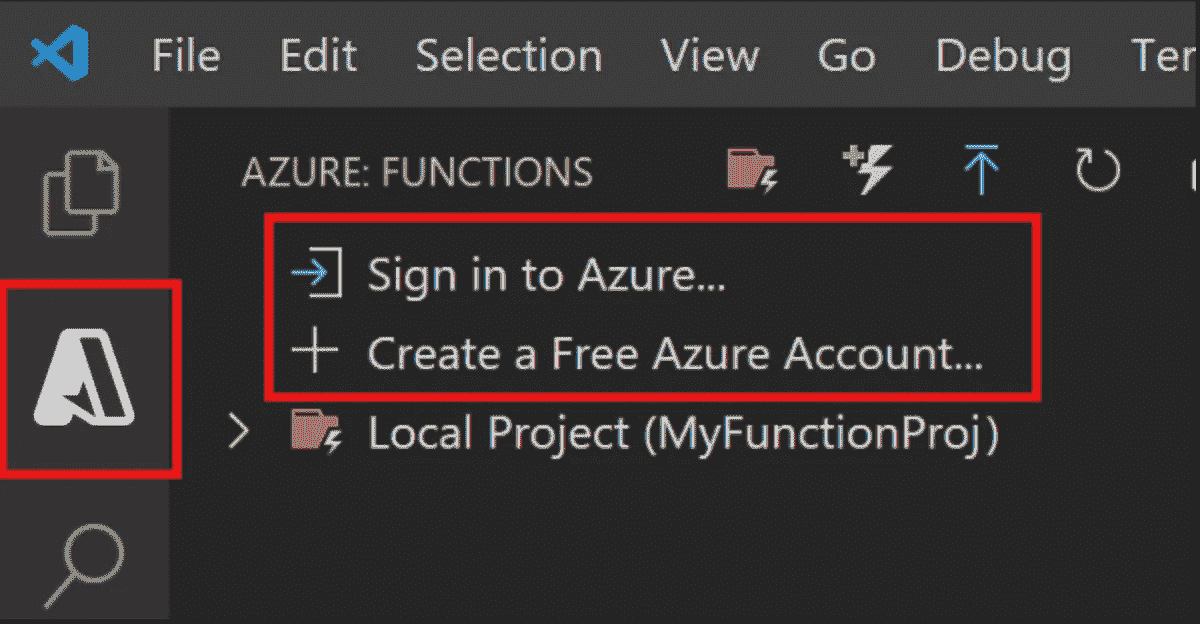 File Edit Selection View Go Debug Ter
AZURE: FUNCTIONS
Sign in to Azure...
Create a Free Azure Account...
Local Project (MyFunctionProj)